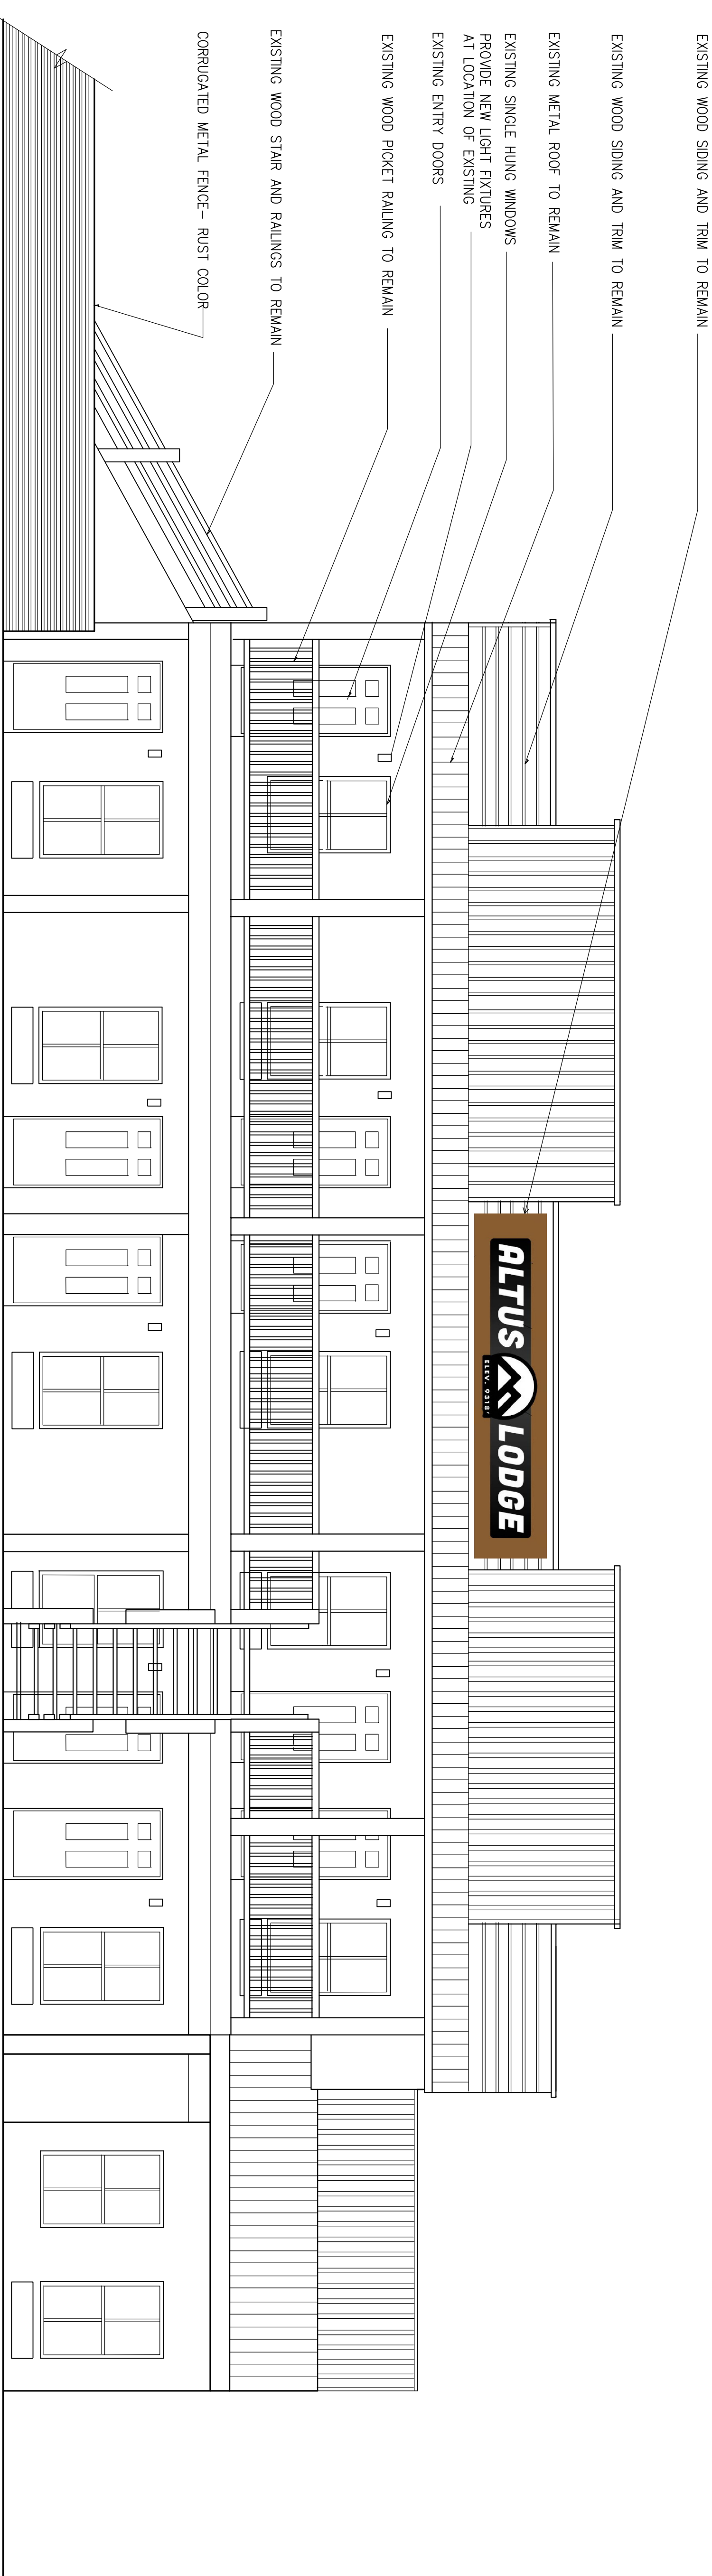 EXISTING WOOD SIDING AND TRIM TO REMAIN
EXISTING WOOD SIDING AND TRIM TO REMAIN
EXISTING METAL ROOF TO REMAIN
EXISTING SINGLE HUNG WINDOWS
PROVIDE NEW LIGHT FIXTURES
AT LOCATION OF EXISTING
EXISTING ENTRY DOORS
EXISTING WOOD PICKET RAILING TO REMAIN
EXISTING WOOD STAIR AND RAILINGS TO REMAIN
CORRUGATED METAL FENCE- RUST COLOR
ALTUS LODGE
ELEV. 9318'